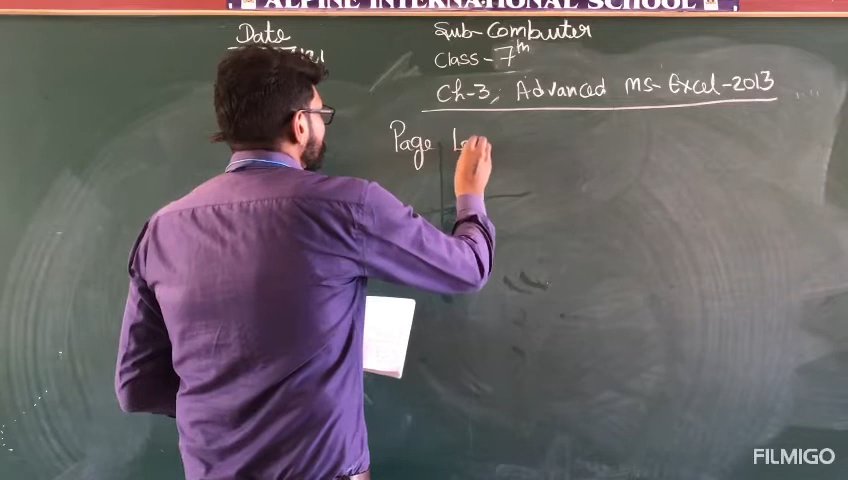 ALPINE INTERNATIONAL SCHOOL
Date
Sub-Combuter
Class-7th
Ch-3, Advanced MS-Excel-2013
Page
FILMIGO